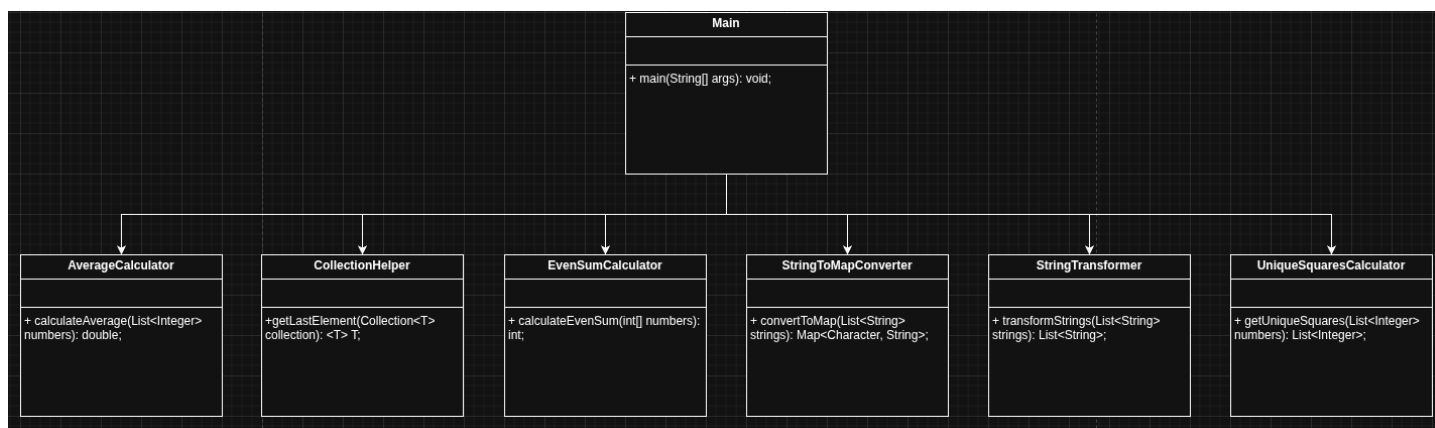 Main
+ main(String[] args): void;
AverageCalculator
+ calculateAverage(List<Integer>
numbers): double;
CollectionHelper
+getLastElement(Collection<T>
collection): <T> T;
EvenSumCalculator
+ calculateEvenSum(int[] numbers):
int;
StringToMapConverter
+ convertToMap(List<String>
strings): Map<Character, String>;
StringTransformer
+ transformStrings(List<String>
strings): List<String>;
UniqueSquaresCalculator
+ getUniqueSquares(List<Integer>
numbers): List<Integer>;